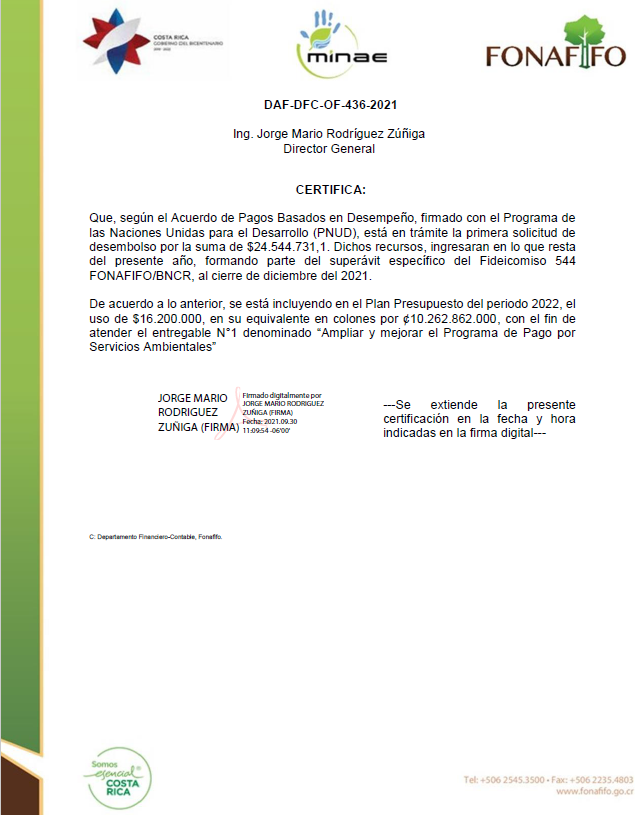 COSTA RICA
GOBIERNO DEL BICENTENARIO
minae
FONAFIFO
DAF-DFC-OF-436-2021
Ing. Jorge Mario Rodríguez Zúñiga
Director General
CERTIFICA:
Que, según el Acuerdo de Pagos Basados en Desempeño, firmado con el Programa de
las Naciones Unidas para el Desarrollo (PNUD), está en trámite la primera solicitud de
desembolso por la suma de $24.544.731,1. Dichos recursos, ingresaran en lo que resta
del presente año, formando parte del superávit específico del Fideicomiso 544
FONAFIFO/BNCR, al cierre de diciembre del 2021.
De acuerdo a lo anterior, se está incluyendo en el Plan Presupuesto del periodo 2022, el
uso de $16.200.000, en su equivalente en colones por ¢10.262.862.000, con el fin de
atender el entregable N°1 denominado “Ampliar y mejorar el Programa de Pago por
Servicios Ambientales”
JORGE MARIO
RODRIGUEZ
ZUÑIGA (FIRMA)
Firmado digitalmente por
JORGE MARIO RODRIGUEZ
ZUÑIGA (FIRMA)
Fecha: 2021.09.30
11:09:54 -06'00'
---Se extiende la presente
certificación en la fecha y hora
indicadas en la firma digital---
C: Departamento Financiero-Contable, Fonafifo.
Somos
esencial
COSTA
RICA
Tel: +506 2545.3500 • Fax: +506 2235.4803
www.fonafifo.go.cr